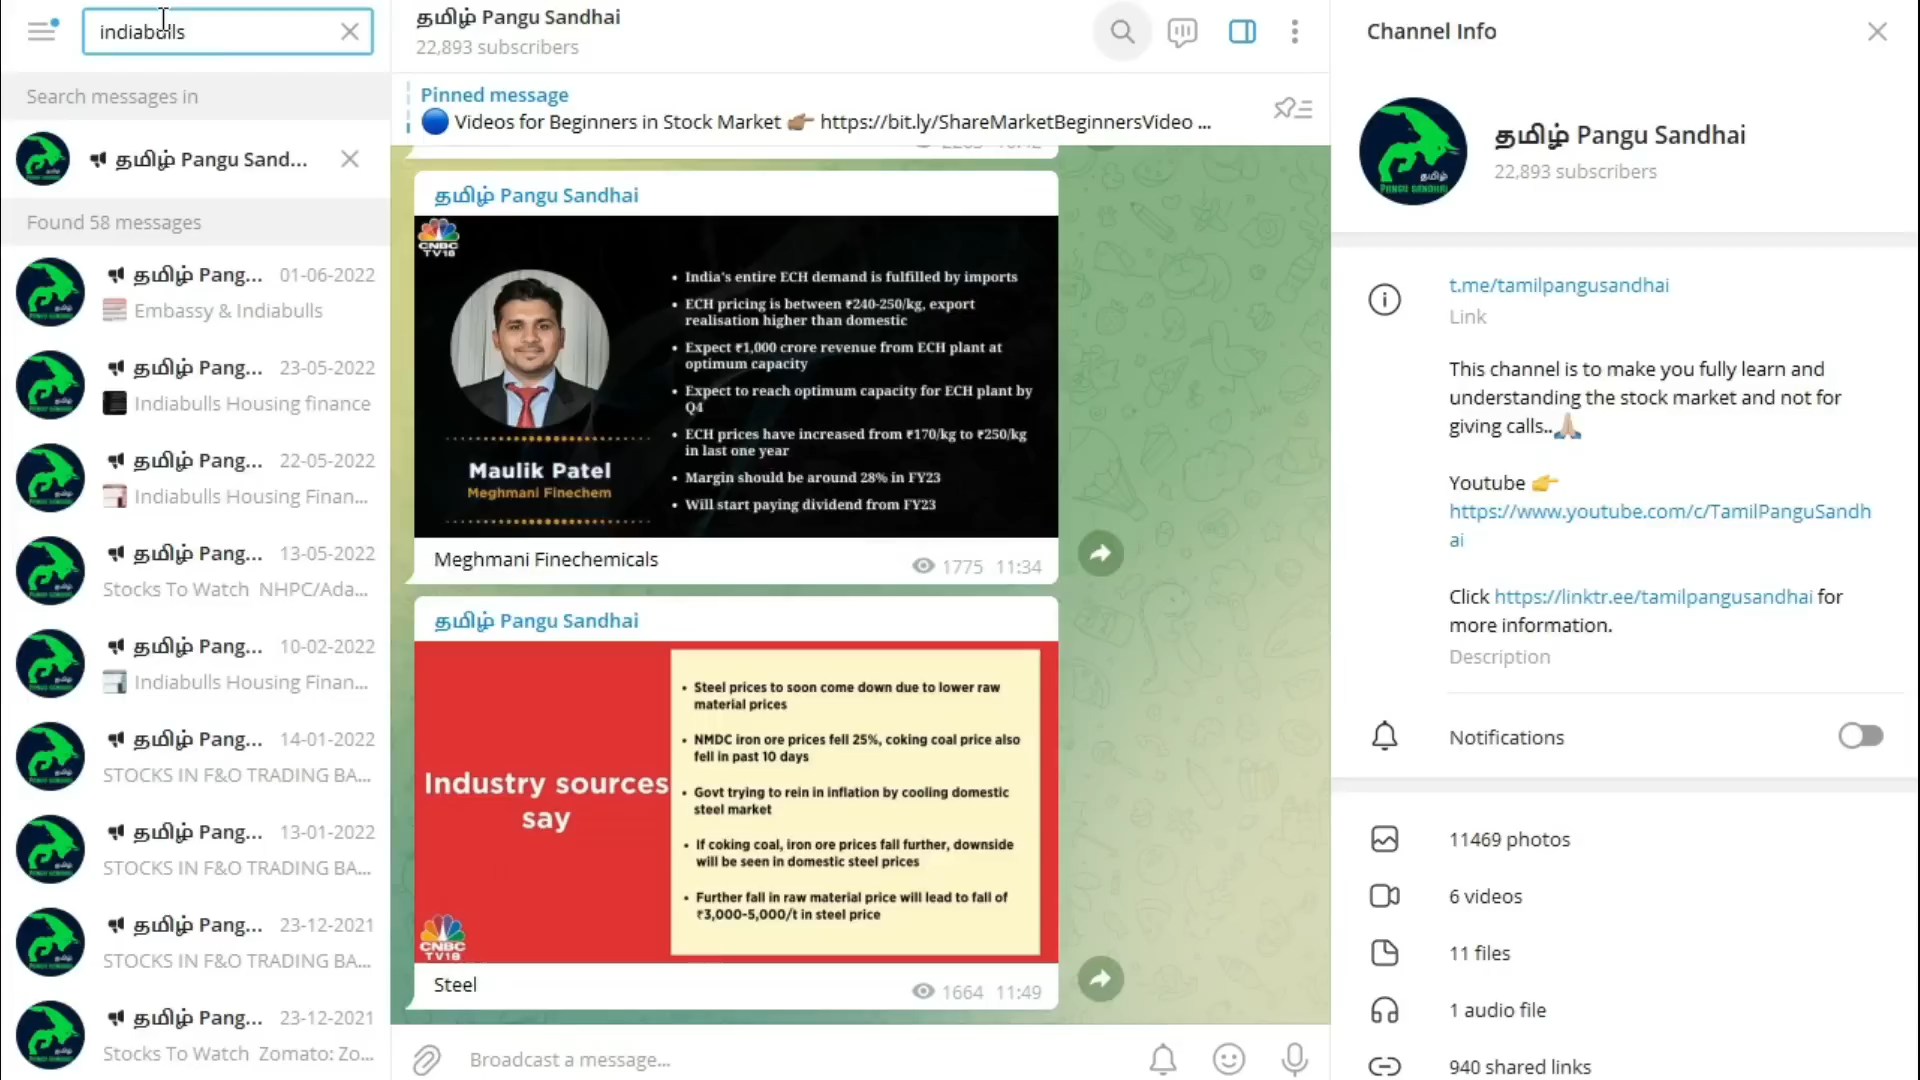 indiabulls
Search messages in
தமிழ் Pangu Sand...
Found 58 messages
தமிழ் Pang... 01-06-2022
Embassy & Indiabulls
தமிழ் Pang... 23-05-2022
Indiabulls Housing finance
தமிழ் Pang... 22-05-2022
Indiabulls Housing Finan...
தமிழ் Pang... 13-05-2022
Stocks To Watch NHPC/Ada...
தமிழ் Pang... 10-02-2022
Indiabulls Housing Finan...
தமிழ் Pang... 14-01-2022
STOCKS IN F&O TRADING BA...
தமிழ் Pang... 13-01-2022
STOCKS IN F&O TRADING BA...
தமிழ் Pang... 23-12-2021
STOCKS IN F&O TRADING BA...
தமிழ் Pang... 23-12-2021
Stocks To Watch Zomato: Zo...
தமிழ் Pangu Sandhai
22,893 subscribers
Pinned message
🔵 Videos for Beginners in Stock Market 👉🏽 https://bit.ly/ShareMarketBeginnersVideo ...
தமிழ் Pangu Sandhai
CNBC
TV18
• India's entire ECH demand is fulfilled by imports
• ECH pricing is between ₹240-250/kg, export
realisation higher than domestic
• Expect ₹1,000 crore revenue from ECH plant at
optimum capacity
• Expect to reach optimum capacity for ECH plant by
Q4
• ECH prices have increased from ₹170/kg to ₹250/kg
in last one year
• Margin should be around 28% in FY23
• Will start paying dividend from FY23
Maulik Patel
Meghmani Finechem
Meghmani Finechemicals
1775 11:34
தமிழ் Pangu Sandhai
Industry sources
say
• Steel prices to soon come down due to lower raw
material prices
• NMDC iron ore prices fell 25%, coking coal price also
fell in past 10 days
• Govt trying to rein in inflation by cooling domestic
steel market
• If coking coal, iron ore prices fall further, downside
will be seen in domestic steel prices
• Further fall in raw material price will lead to fall of
₹3,000-5,000/t in steel price
CNBC
TV18
Steel
1664 11:49
Broadcast a message...
Channel Info
தமிழ்
PANGU SANDHAI
தமிழ் Pangu Sandhai
22,893 subscribers
t.me/tamilpangusandhai
Link
This channel is to make you fully learn and
understanding the stock market and not for
giving calls..🙏🏼
Youtube 👉
https://www.youtube.com/c/TamilPanguSandh
ai
Click https://linktr.ee/tamilpangusandhai for
more information.
Description
Notifications
11469 photos
6 videos
11 files
1 audio file
940 shared links